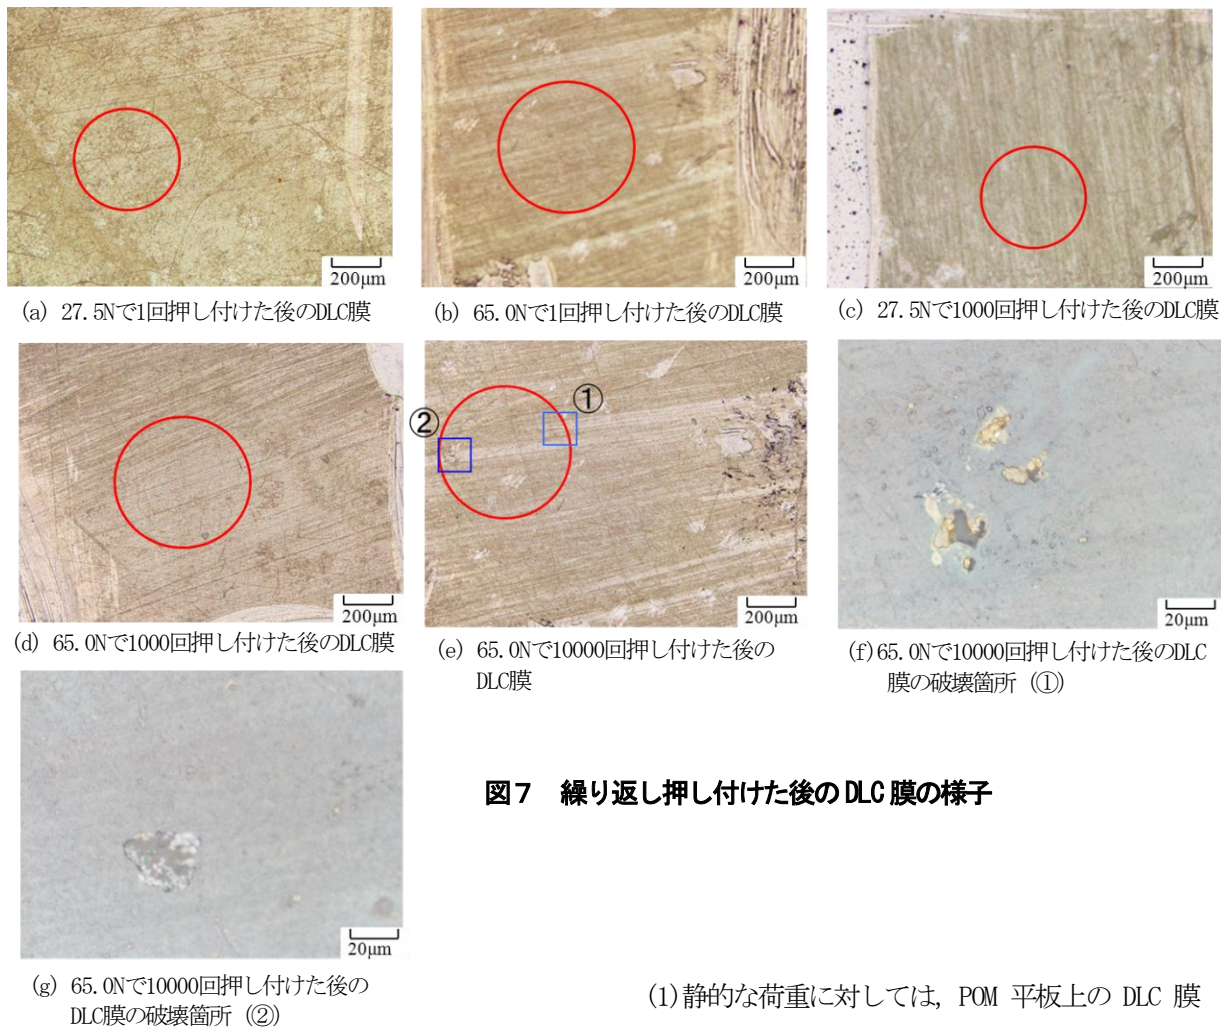 200μm
200μm
200μm
(a) 27.5Nで1回押し付けた後のDLC膜
(b) 65.0Nで1回押し付けた後のDLC膜
(c) 27.5Nで1000回押し付けた後のDLC膜
①
②
200μm
200μm
20μm
(d) 65.0Nで1000回押し付けた後のDLC膜
(e) 65.0Nで10000回押し付けた後の
DLC膜
(f)65.0Nで10000回押し付けた後のDLC
膜の破壊箇所 (①)
20μm
(g) 65.0Nで10000回押し付けた後の
DLC膜の破壊箇所 (②)
図7 繰り返し押し付けた後の DLC 膜の様子
(1)静的な荷重に対しては, POM 平板上の DLC 膜